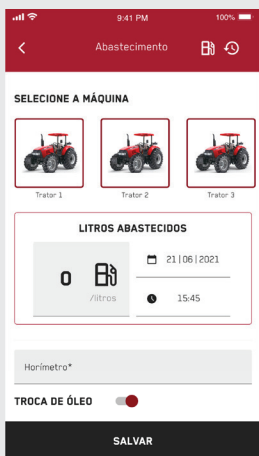 9:41 PM 100%
Abastecimento
SELECIONE A MÁQUINA
Trator 1 Trator 2 Trator 3
LITROS ABASTECIDOS
21|06|2021
0
/litros
15:45
Horímetro*
TROCA DE ÓLEO
SALVAR